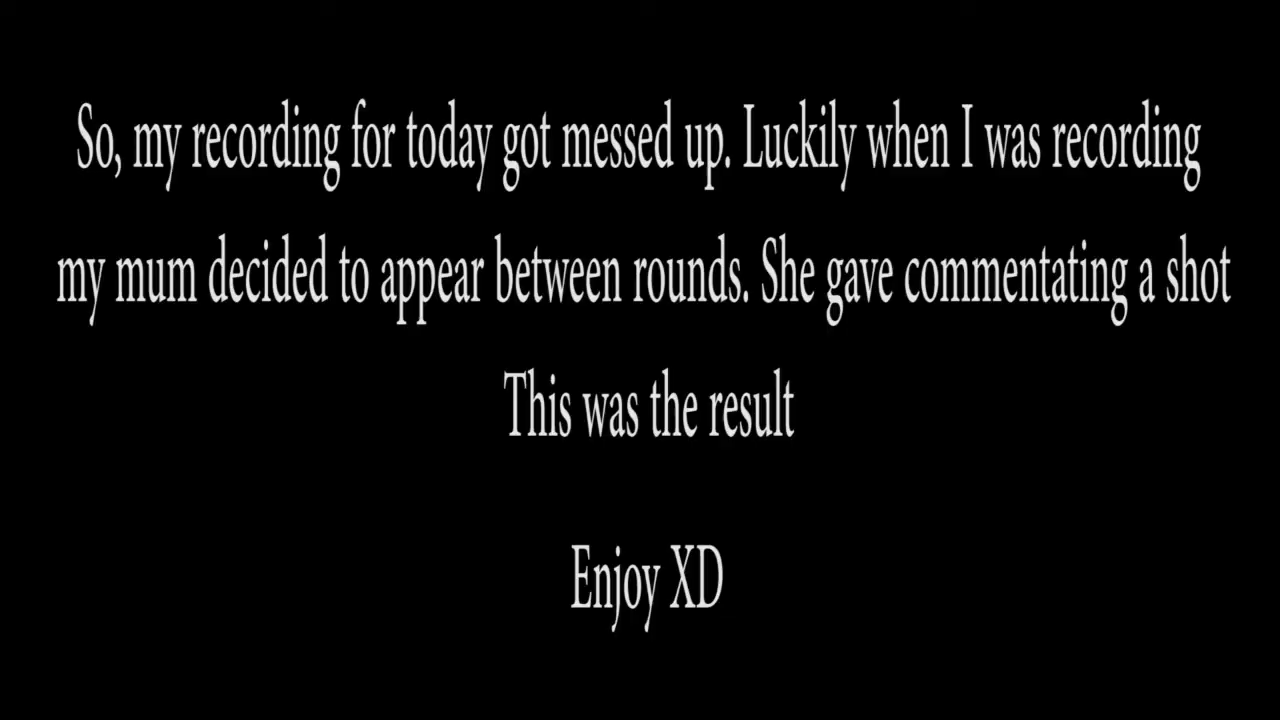 So, my recording for today got messed up. Luckily when I was recording
my mum decided to appear between rounds. She gave commentating a shot
This was the result
Enjoy XD